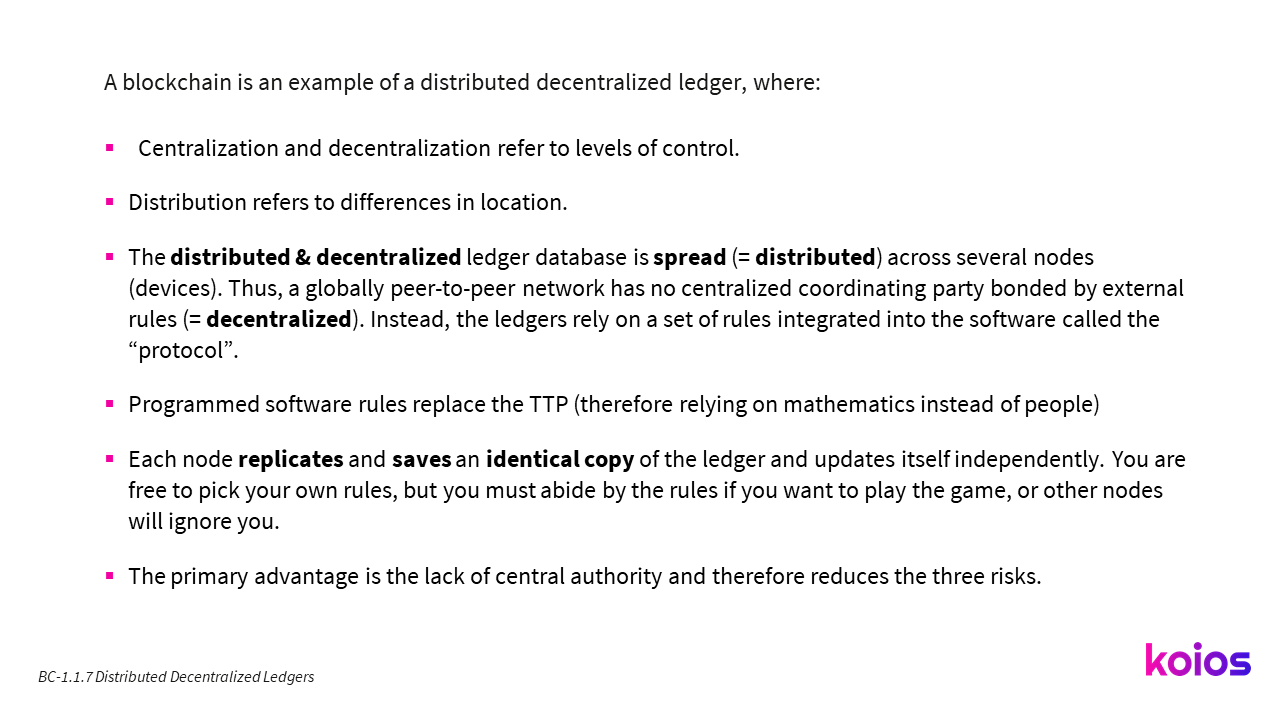 A blockchain is an example of a distributed decentralized ledger, where:
▪ Centralization and decentralization refer to levels of control.
▪ Distribution refers to differences in location.
▪ The distributed & decentralized ledger database is spread (= distributed) across several nodes
(devices). Thus, a globally peer-to-peer network has no centralized coordinating party bonded by external
rules (= decentralized). Instead, the ledgers rely on a set of rules integrated into the software called the
“protocol”.
▪ Programmed software rules replace the TTP (therefore relying on mathematics instead of people)
▪ Each node replicates and saves an identical copy of the ledger and updates itself independently. You are
free to pick your own rules, but you must abide by the rules if you want to play the game, or other nodes
will ignore you.
▪ The primary advantage is the lack of central authority and therefore reduces the three risks.
koios
BC-1.1.7 Distributed Decentralized Ledgers